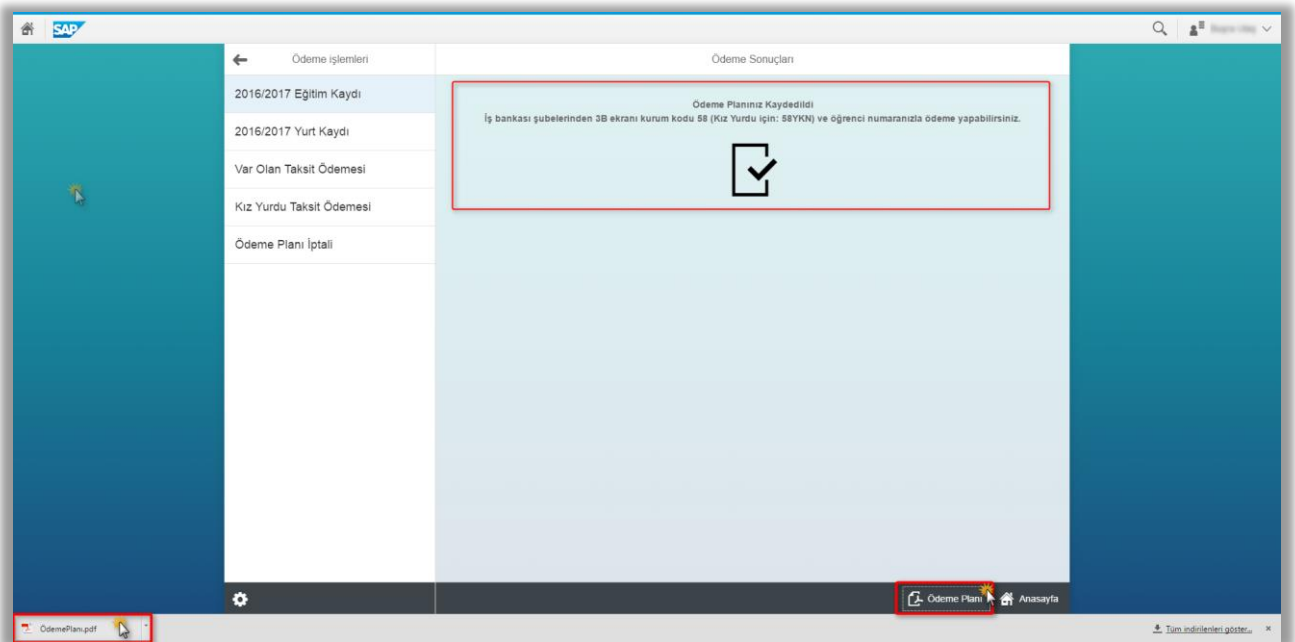 SAP
Ödeme işlemleri
Ödeme Sonuçları
2016/2017 Eğitim Kaydı
2016/2017 Yurt Kaydı
Var Olan Taksit Ödemesi
Kız Yurdu Taksit Ödemesi
Ödeme Planı İptali
Ödeme Planınız Kaydedildi
İş bankası şubelerinden 3B ekranı kurum kodu 58 (Kız Yurdu için: 58YKN) ve öğrenci numaranızla ödeme yapabilirsiniz.
Ödeme Planı
Anasayfa
ÖdemePlanı.pdf
Tüm indirilenleri göster...